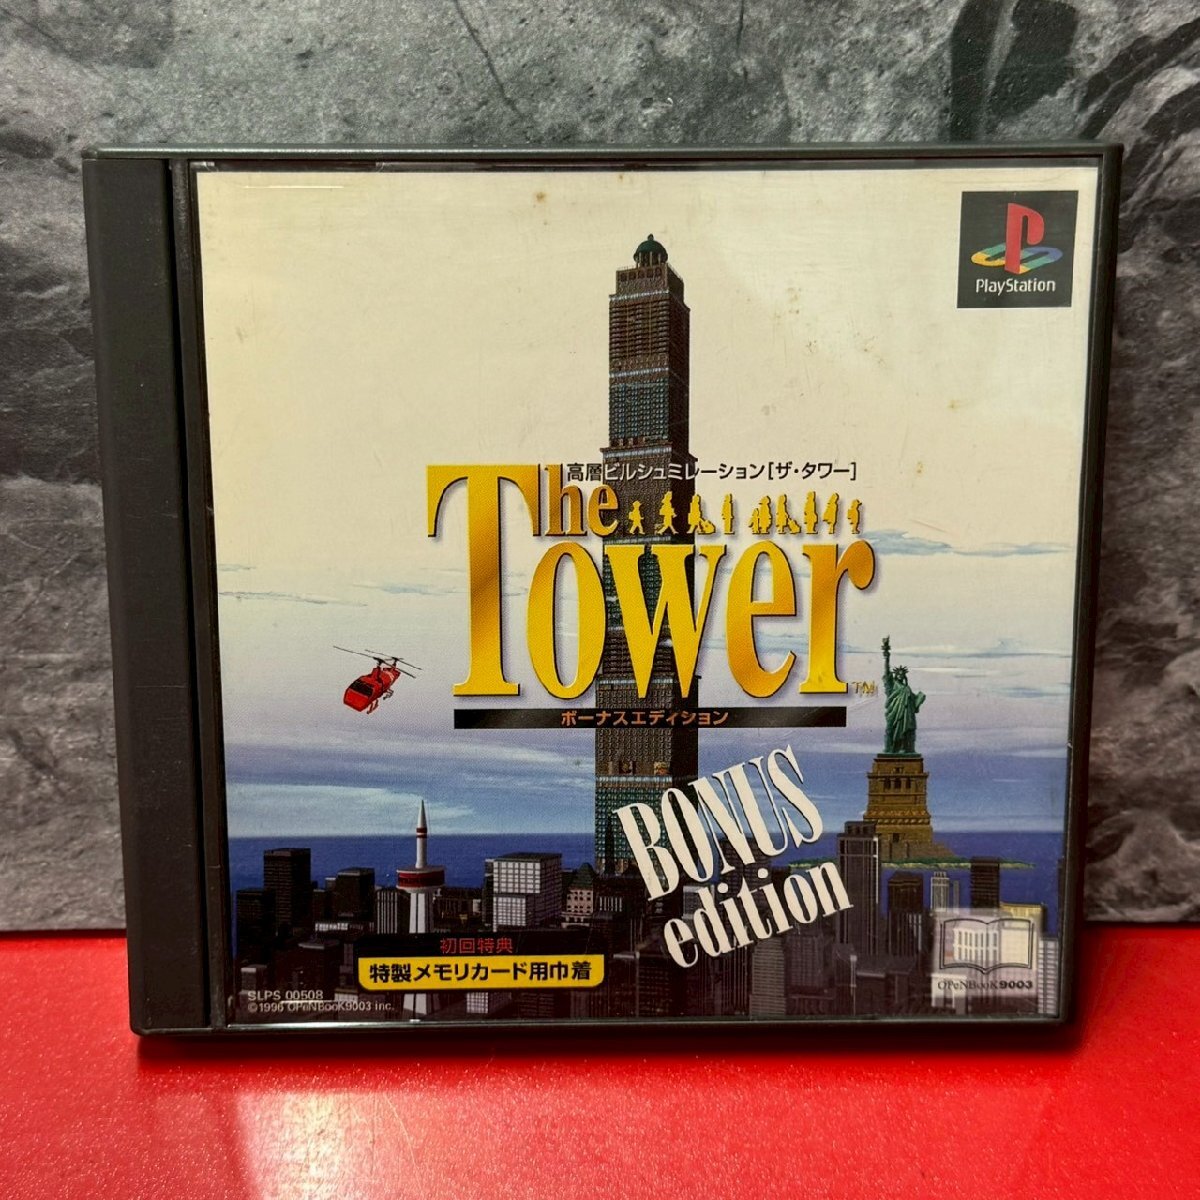 PlayStation
高層ビルシュミレーション[ザ・タワー]
The
Tower™
ボーナスエディション
BONUS
edition
初回特典
特製メモリカード用巾着
SLPS 00508
©1996 OPeNBooK9003 inc.
OPeNBooK9003